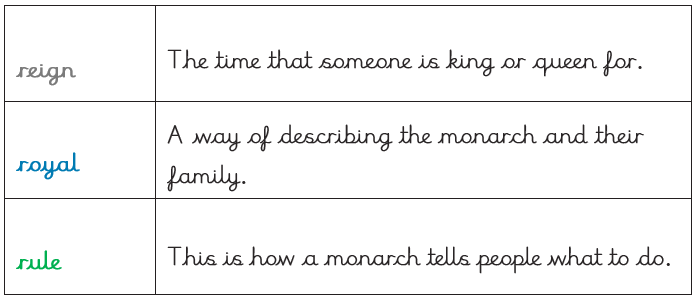 reign
The time that someone is king or queen for.
royal
A way of describing the monarch and their
family.
rule
This is how a monarch tells people what to do.